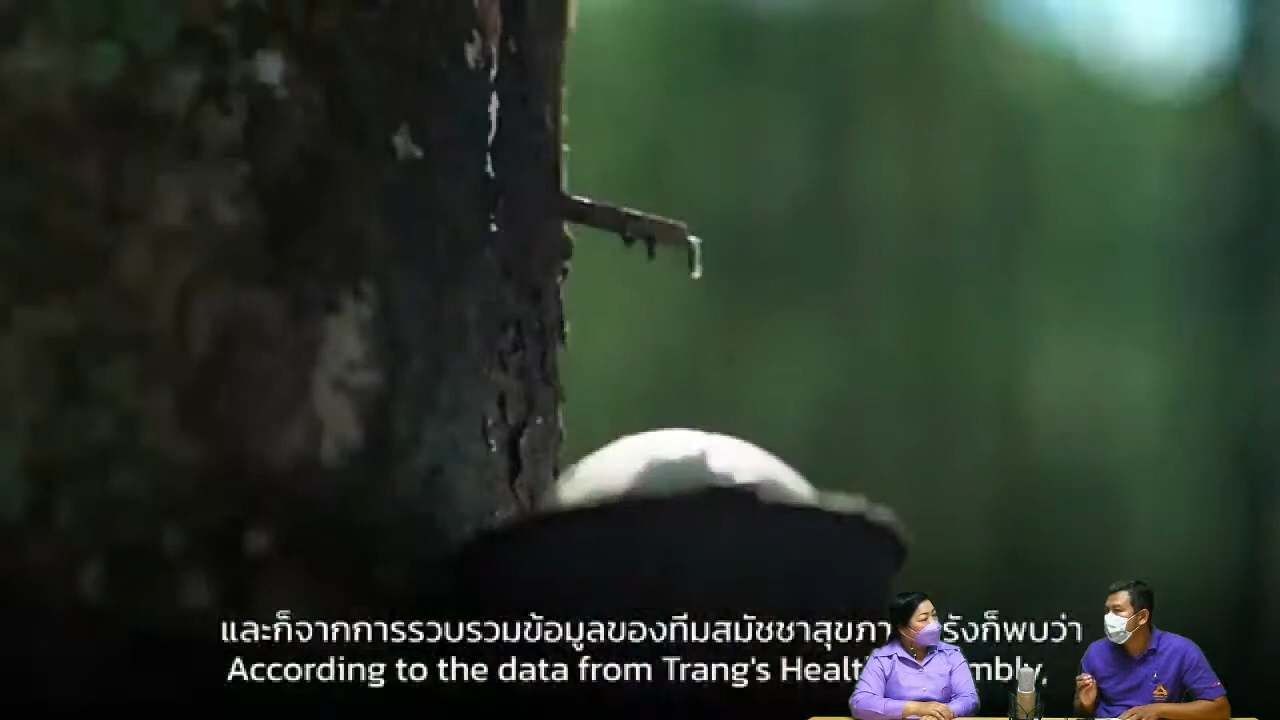 และก็จากการรวบรวมข้อมูลของทีมสมัชชาสุขภา รังก็พบว่า
According to the data from Trang's Health mbly,